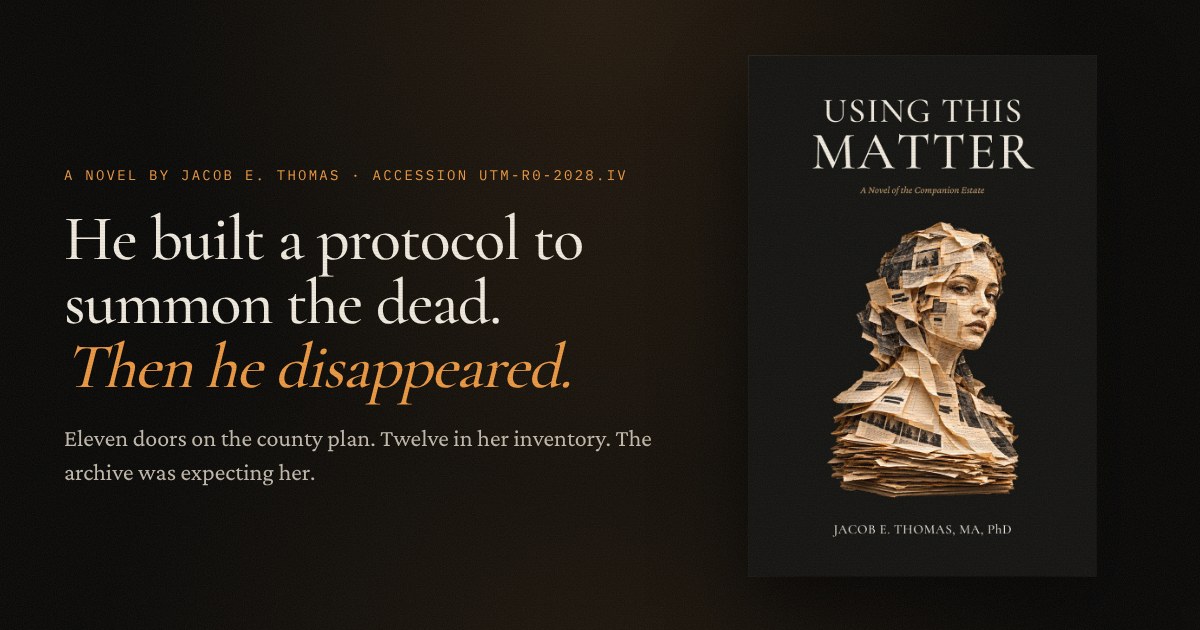 A NOVEL BY JACOB E. THOMAS · ACCESSION UTM-R0-2028.IV
He built a protocol to
summon the dead.
Then he disappeared.
Eleven doors on the county plan. Twelve in her inventory. The
archive was expecting her.
USING THIS
MATTER
A Novel of the Companion Estate
JACOB E. THOMAS, MA, PhD